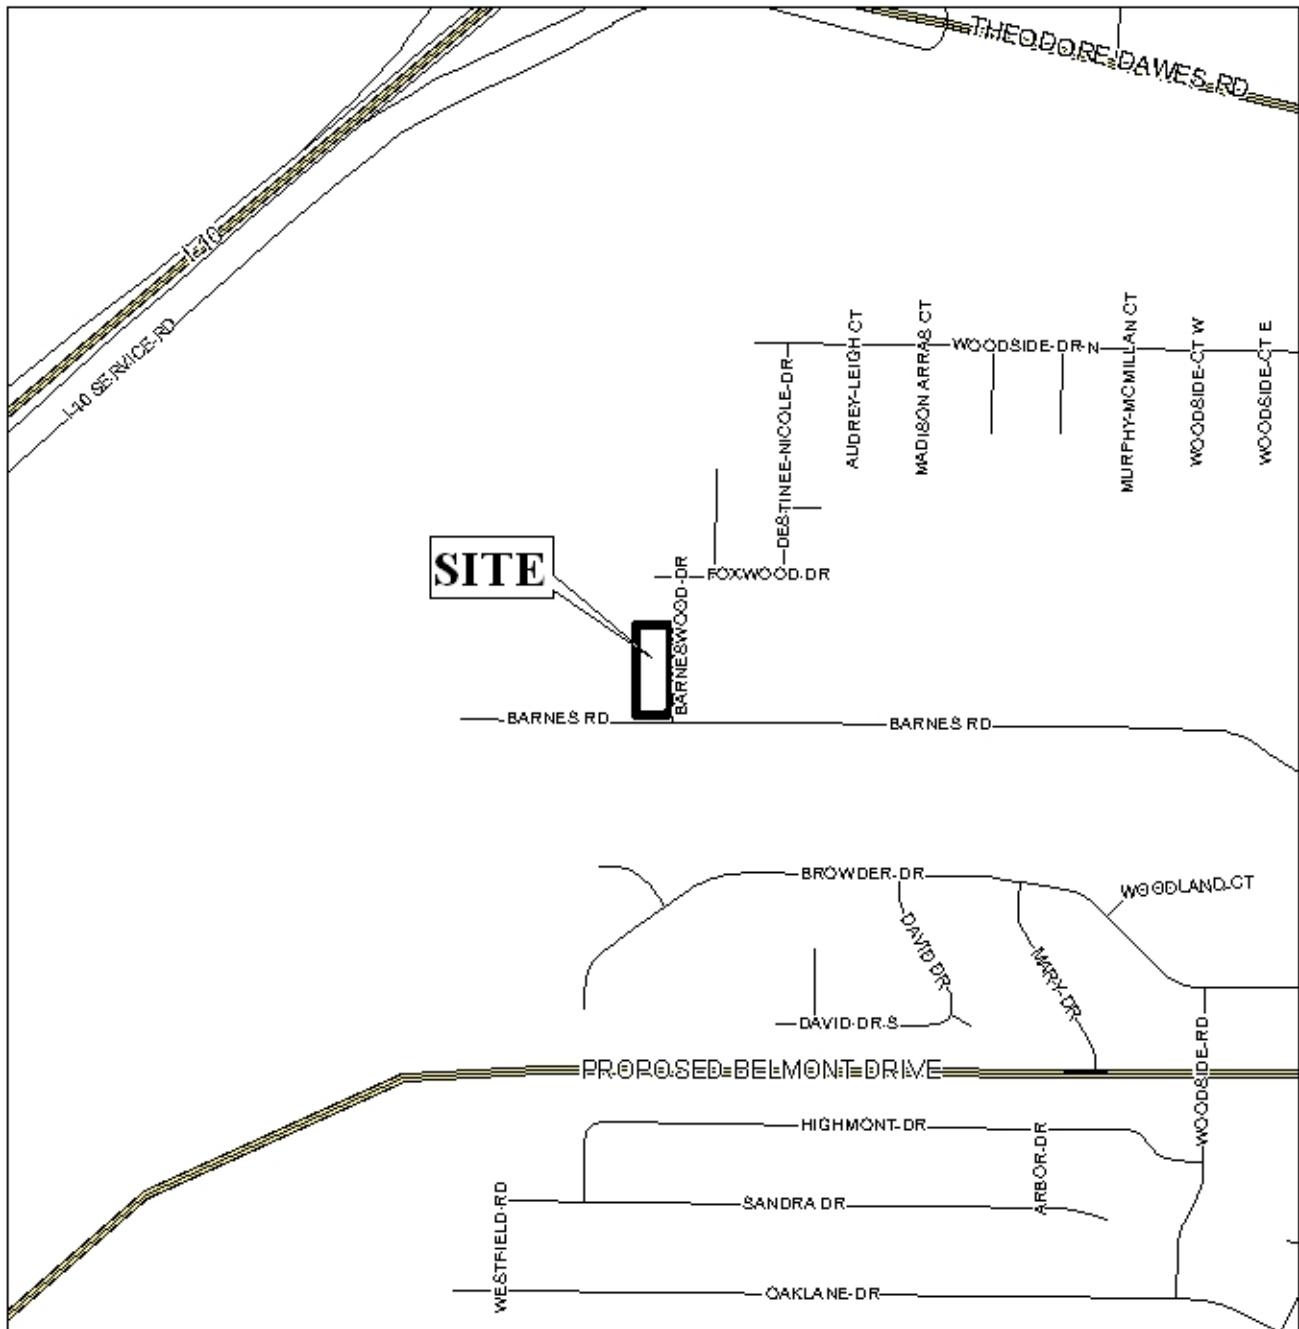 THEODORE DAWES RD
I-10
I-10 SERVICE RD
WOODSIDE DR N
AUDREY LEIGH CT
MADISON ARRAS CT
MURPHY-MCMILLAN CT
WOODSIDE CT W
WOODSIDE CT E
DESTINEE-NICOLE DR
SITE
FOXWOOD DR
BARNESWOOD DR
BARNES RD
BARNES RD
BROWDER DR
WOODLAND CT
DAVID DR
MARY DR
DAVID DR S
PROPOSED BELMONT DRIVE
WOODSIDE RD
HIGHMONT DR
ARBOR DR
SANDRA DR
WESTFIELD RD
OAKLANE DR